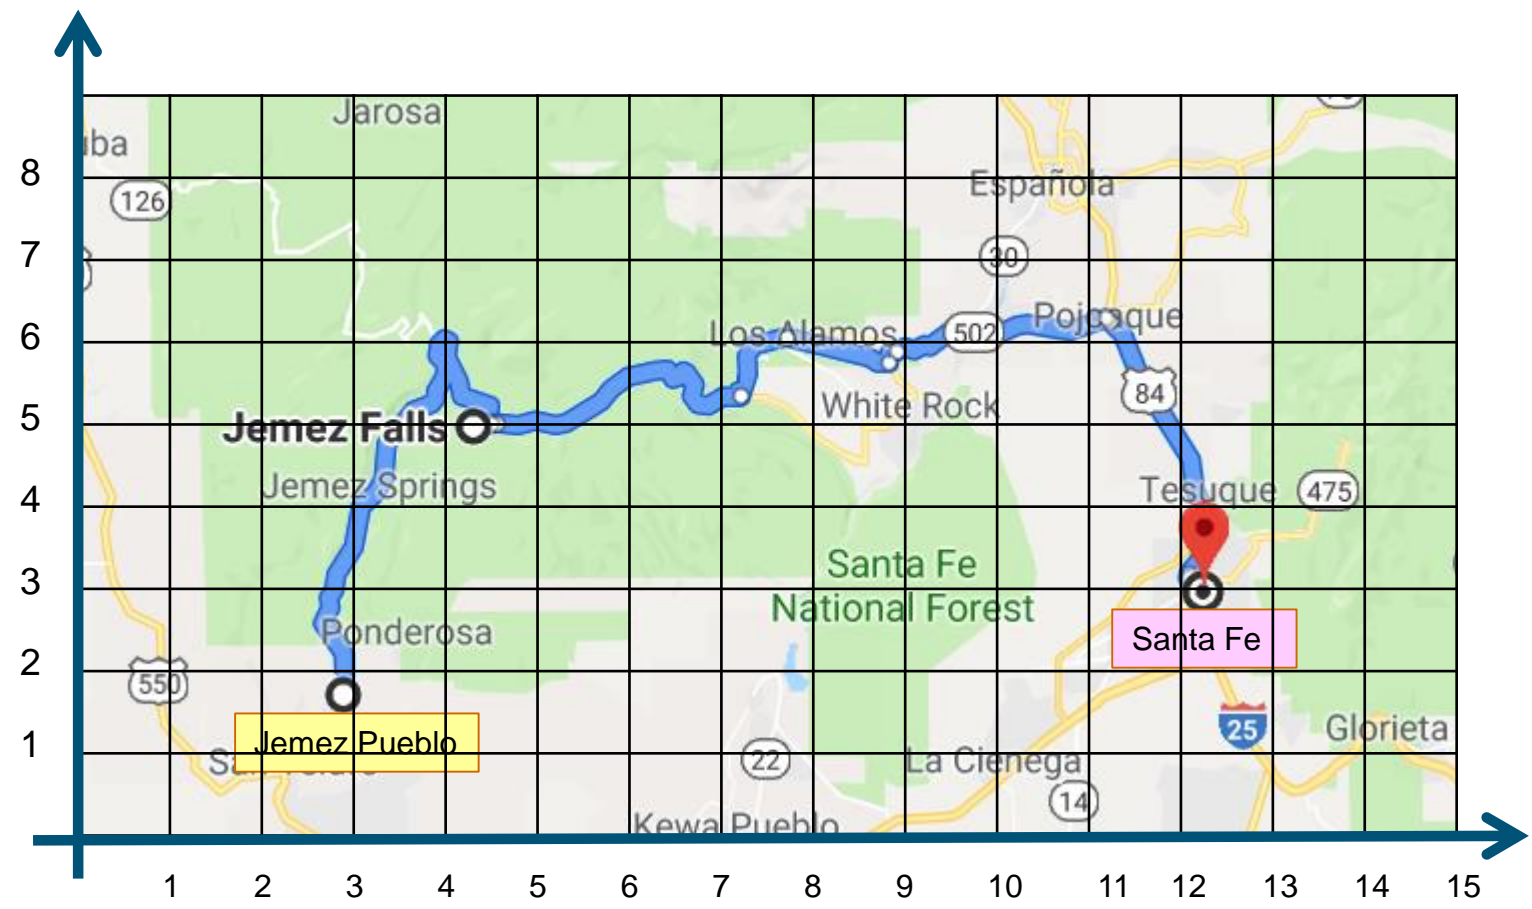 Jarosa
uba
8
126
Española
7
30
6
Los Alamos
502
Pojoaque
84
White Rock
5
Jemez Falls
Jemez Springs
4
Tesuque
475
Santa Fe
National Forest
3
Ponderosa
Santa Fe
2
550
Jemez Pueblo
25
Glorieta
1
22
La Cienega
14
Kewa Pueblo
1 2 3 4 5 6 7 8 9 10 11 12 13 14 15